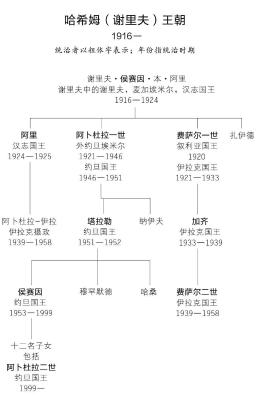 哈希姆（谢里夫）王朝
1916—
统治者以粗体字表示；年份指统治时期
谢里夫·侯赛因·本·阿里
谢里夫中的谢里夫，麦加埃米尔，汉志国王
1916—1924
阿里
汉志国王
1924—1925
阿卜杜拉一世
外约旦埃米尔
1921—1946
约旦国王
1946—1951
费萨尔一世
叙利亚国王
1920
伊拉克国王
1921—1933
扎伊德
阿卜杜拉-伊拉
伊拉克摄政
1939—1958
塔拉勒
约旦国王
1951—1952
纳伊夫
加齐
伊拉克国王
1933—1939
侯赛因
约旦国王
1953—1999
穆罕默德
哈桑
费萨尔二世
伊拉克国王
1939—1958
十二名子女
包括
阿卜杜拉二世
约旦国王
1999—